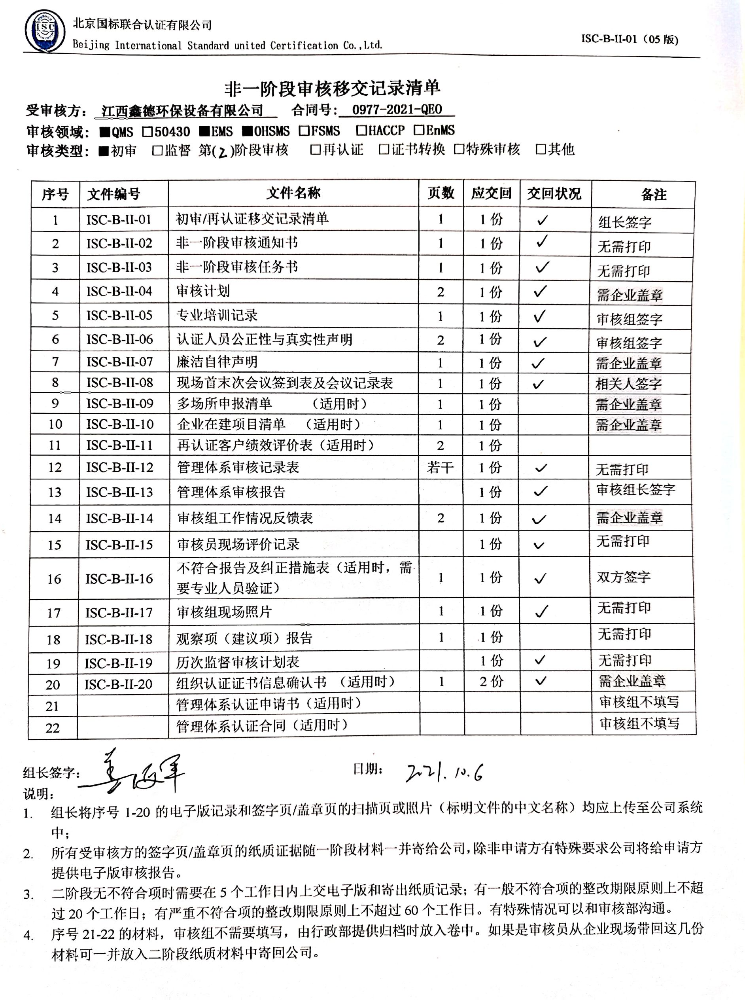 ISC
北京国标联合认证有限公司
Beijing International Standard united Certification Co.,Ltd.
ISC-B-II-01（05 版）
非一阶段审核移交记录清单
受审核方： 江西鑫德环保设备有限公司 合同号： 0977-2021-QEO
审核领域：■QMS □50430 ■EMS ■OHSMS □FSMS □HACCP □EnMS
审核类型：■初审 □监督 第(2)阶段审核 □再认证 □证书转换 □特殊审核 □其他
序号 文件编号 文件名称 页数 应交回 交回状况 备注
1 ISC-B-II-01 初审/再认证移交记录清单 1 1 份 ✓ 组长签字
2 ISC-B-II-02 非一阶段审核通知书 1 1 份 ✓ 无需打印
3 ISC-B-II-03 非一阶段审核任务书 1 1 份 ✓ 无需打印
4 ISC-B-II-04 审核计划 2 1 份 ✓ 需企业盖章
5 ISC-B-II-05 专业培训记录 1 1 份 ✓ 审核组签字
6 ISC-B-II-06 认证人员公正性与真实性声明 2 1 份 ✓ 审核组签字
7 ISC-B-II-07 廉洁自律声明 1 1 份 ✓ 需企业盖章
8 ISC-B-II-08 现场首末次会议签到表及会议记录表 1 1 份 ✓ 相关人签字
9 ISC-B-II-09 多场所申报清单 （适用时） 1 1 份 需企业盖章
10 ISC-B-II-10 企业在建项目清单 （适用时） 1 1 份 需企业盖章
11 ISC-B-II-11 再认证客户绩效评价表（适用时） 2 1 份
12 ISC-B-II-12 管理体系审核记录表 若干 1 份 ✓ 无需打印
13 ISC-B-II-13 管理体系审核报告 1 份 ✓ 审核组长签字
14 ISC-B-II-14 审核组工作情况反馈表 2 1 份 ✓ 需企业盖章
15 ISC-B-II-15 审核员现场评价记录 1 份 ✓ 无需打印
16 ISC-B-II-16 不符合报告及纠正措施表（适用时，需
要专业人员验证） 1 1 份 ✓ 双方签字
17 ISC-B-II-17 审核组现场照片 1 1 份 ✓ 无需打印
18 ISC-B-II-18 观察项（建议项）报告 1 1 份 无需打印
19 ISC-B-II-19 历次监督审核计划表 1 份 ✓ 无需打印
20 ISC-B-II-20 组织认证证书信息确认书 （适用时） 1 2 份 ✓ 需企业盖章
21 管理体系认证申请书（适用时） 审核组不填写
22 管理体系认证合同（适用时） 审核组不填写
组长签字： 日期： 2021.10.6
说明：
1. 组长将序号 1-20 的电子版记录和签字页/盖章页的扫描页或照片（标明文件的中文名称）均应上传至公司系统
中；
2. 所有受审核方的签字页/盖章页的纸质证据随一阶段材料一并寄给公司，除非申请方有特殊要求公司将给申请方
提供电子版审核报告。
3. 二阶段无不符合项时需要在 5 个工作日内上交电子版和寄出纸质记录；有一般不符合项的整改期限原则上不超
过 20 个工作日；有严重不符合项的整改期限原则上不超过 60 个工作日。有特殊情况可以和审核部沟通。
4. 序号 21-22 的材料，审核组不需要填写，由行政部提供归档时放入卷中。如果是审核员从企业现场带回这几份
材料可一并放入二阶段纸质材料中寄回公司。